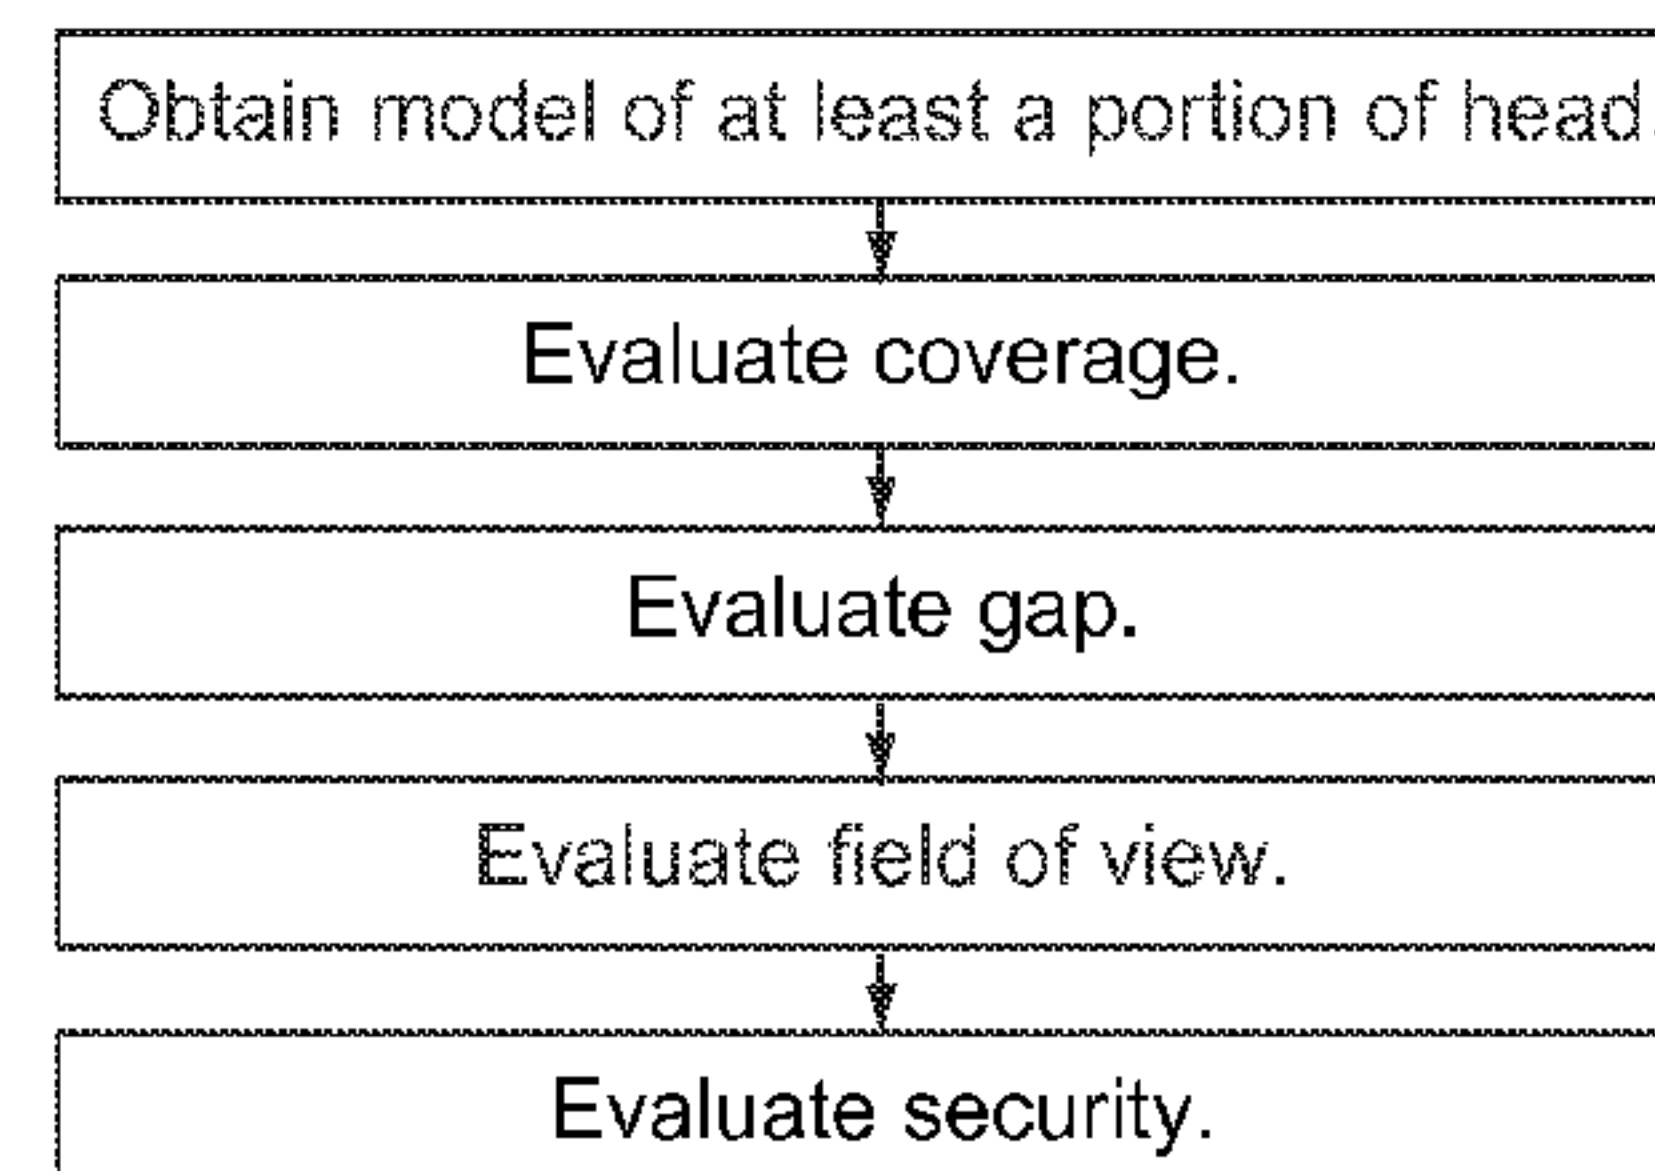 Obtain model of at least a portion of head.
Evaluate coverage.
Evaluate gap.
Evaluate field of view.
Evaluate security.